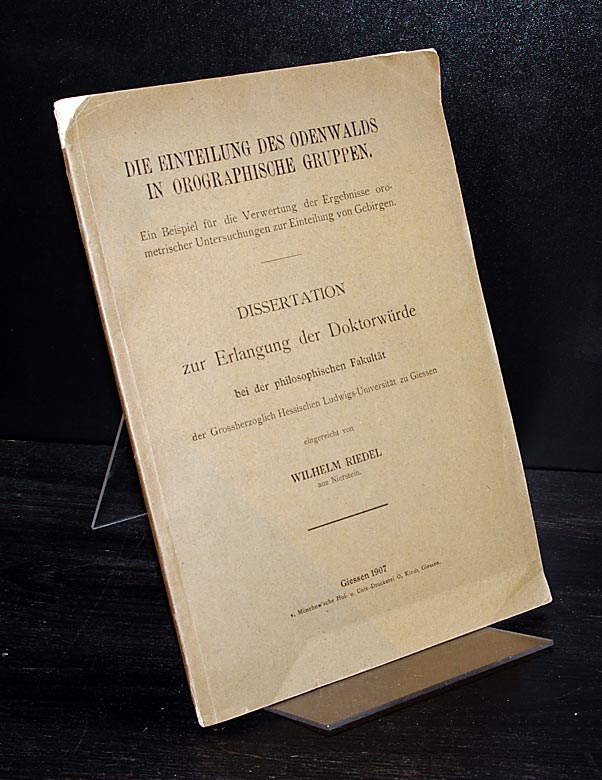 DIE EINTEILUNG DES ODENWALDS
IN OROGRAPHISCHE GRUPPEN.
Ein Beispiel für die Verwertung der Ergebnisse oro-
metrischer Untersuchungen zur Einteilung von Gebirgen.
DISSERTATION
zur Erlangung der Doktorwürde
bei der philosophischen Fakultät
der Grossherzoglich Hessischen Ludwigs-Universität zu Giessen
eingereicht von
WILHELM RIEDEL
aus Nierstein.
Giessen 1907
v. Münchow'sche Hof- u. Univ.-Druckerei O. Kindt, Giessen.